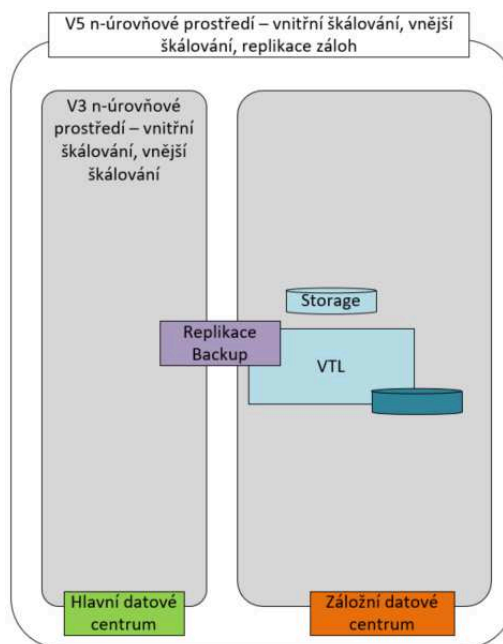 V5 n-úrovňové prostředí – vnitřní škálování, vnější
škálování, replikace záloh
V3 n-úrovňové
prostředí – vnitřní
škálování, vnější
škálování
Storage
Replikace
Backup
VTL
Hlavní datové
centrum
Záložní datové
centrum